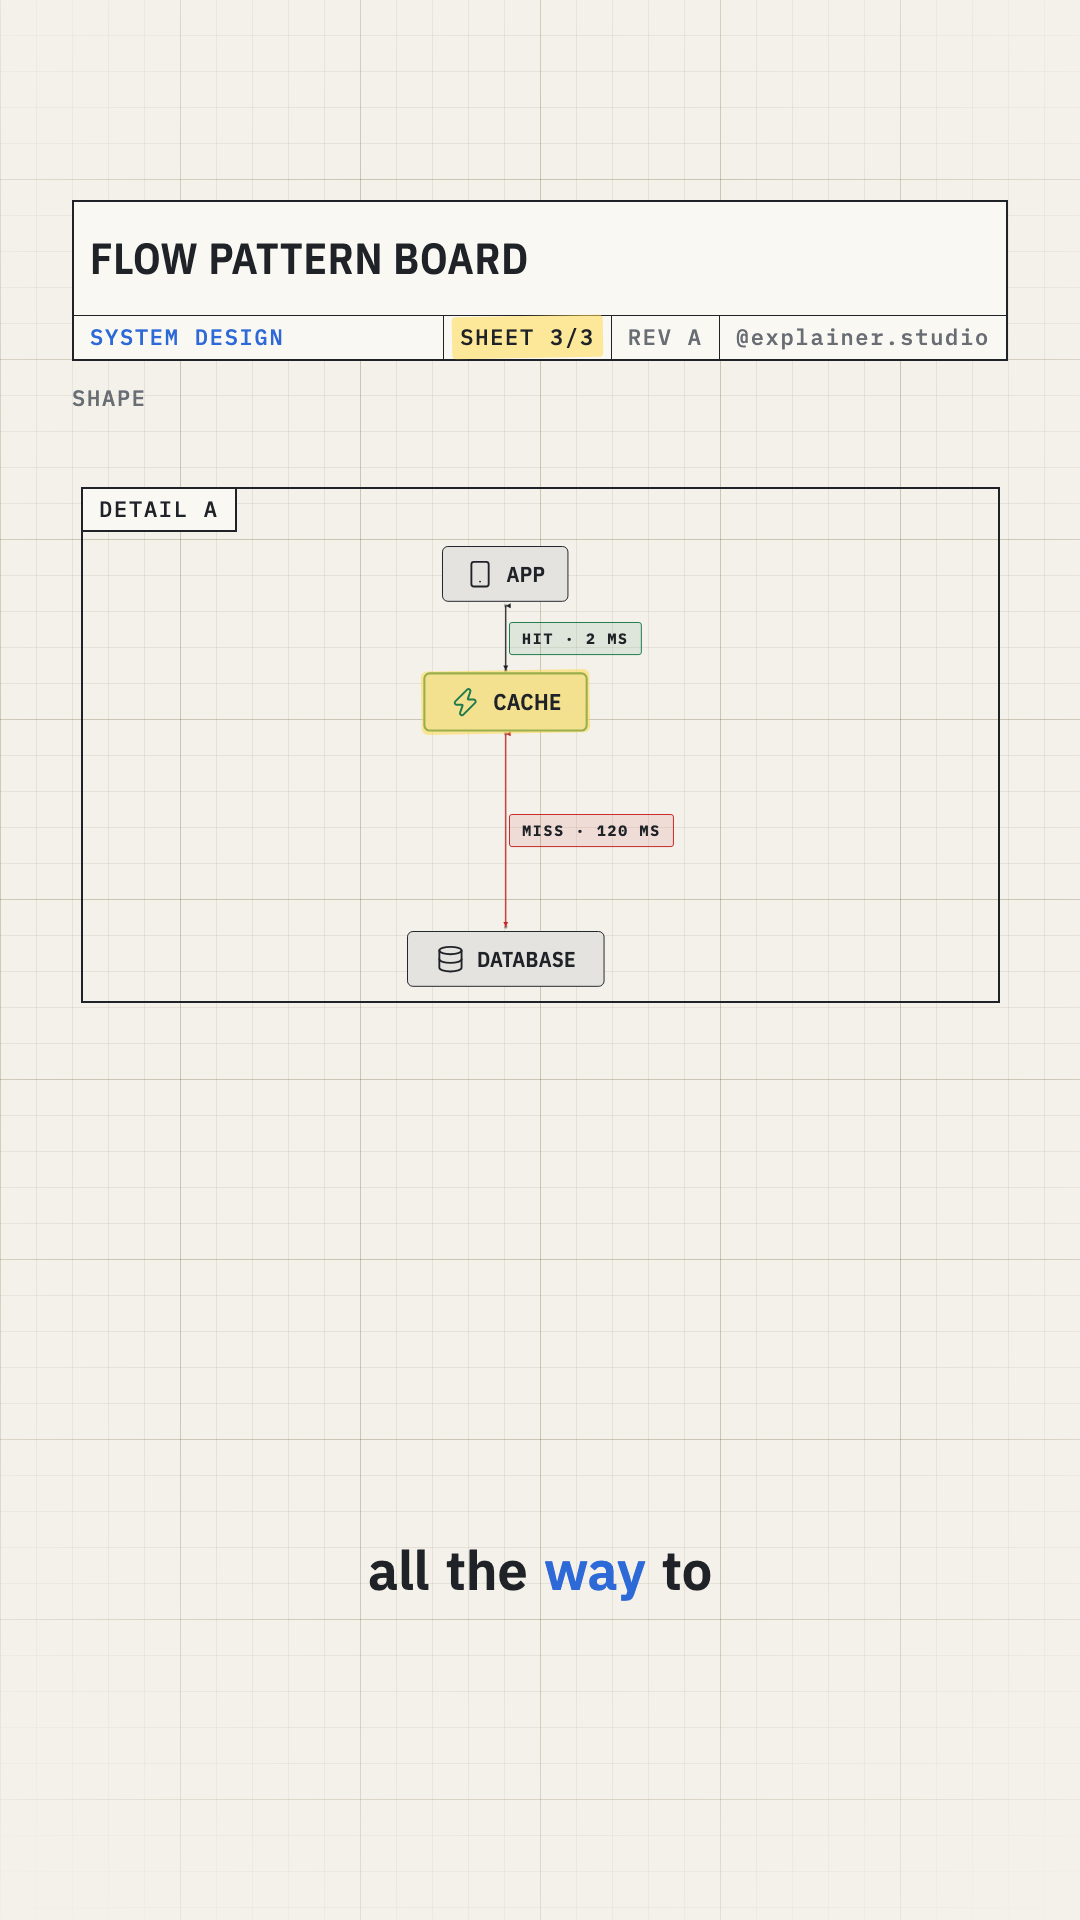 FLOW PATTERN BOARD
SYSTEM DESIGN
SHEET 3/3
REV A
@explainer.studio
SHAPE
DETAIL A
APP
HIT · 2 MS
CACHE
MISS · 120 MS
DATABASE
all the way to